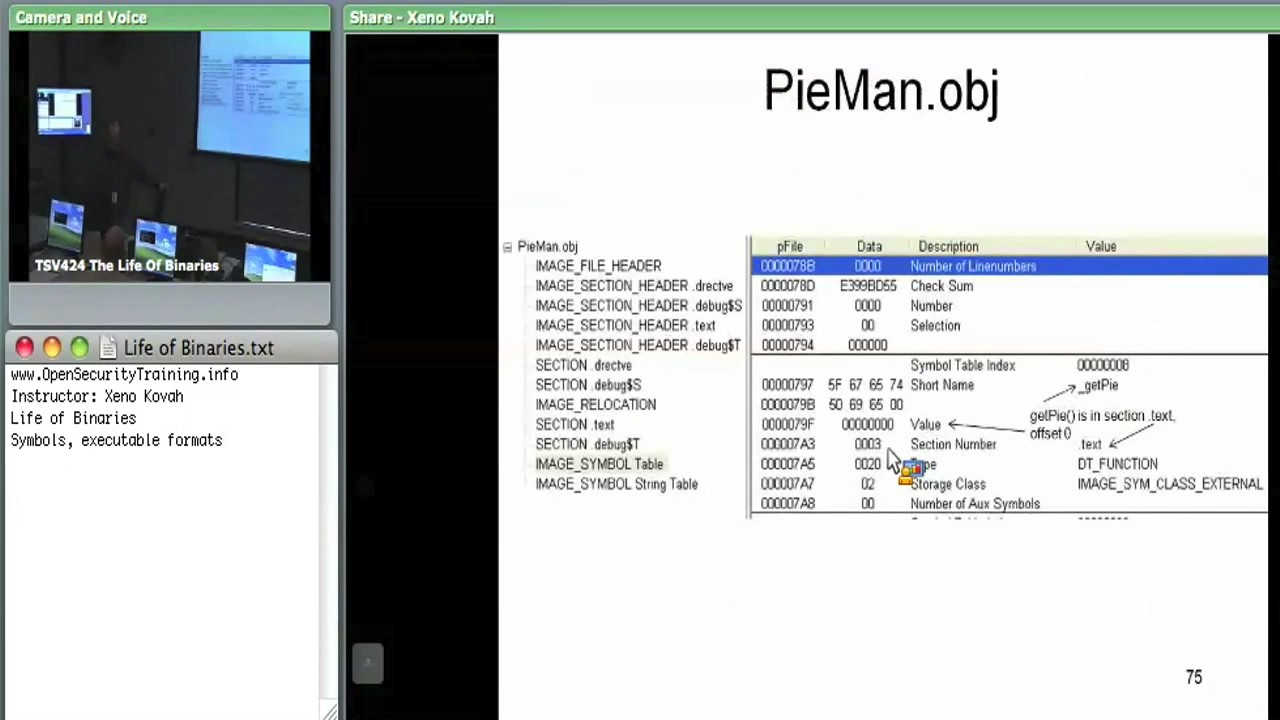 Camera and Voice
TSV424 The Life Of Binaries
Life of Binaries.txt
www.OpenSecurityTraining.info
Instructor: Xeno Kovah
Life of Binaries
Symbols, executable formats
Share - Xeno Kovah
PieMan.obj
PieMan.obj
IMAGE_FILE_HEADER
IMAGE_SECTION_HEADER .drectve
IMAGE_SECTION_HEADER .debug$S
IMAGE_SECTION_HEADER .text
IMAGE_SECTION_HEADER .debug$T
SECTION .drectve
SECTION .debug$S
IMAGE_RELOCATION
SECTION .text
SECTION .debug$T
IMAGE_SYMBOL Table
IMAGE_SYMBOL String Table
pFile Data Description Value
0000078B 0000 Number of Linenumbers
0000078D E399BD55 Check Sum
00000791 0000 Number
00000793 00 Selection
00000794 000000
Symbol Table Index 00000008
00000797 5F 67 65 74 Short Name _getPie
0000079B 50 69 65 00
0000079F 00000000 Value
000007A3 0003 Section Number .text
000007A5 0020 DT_FUNCTION
000007A7 02 Storage Class IMAGE_SYM_CLASS_EXTERNAL
000007A8 00 Number of Aux Symbols
getPie() is in section .text,
offset 0
75